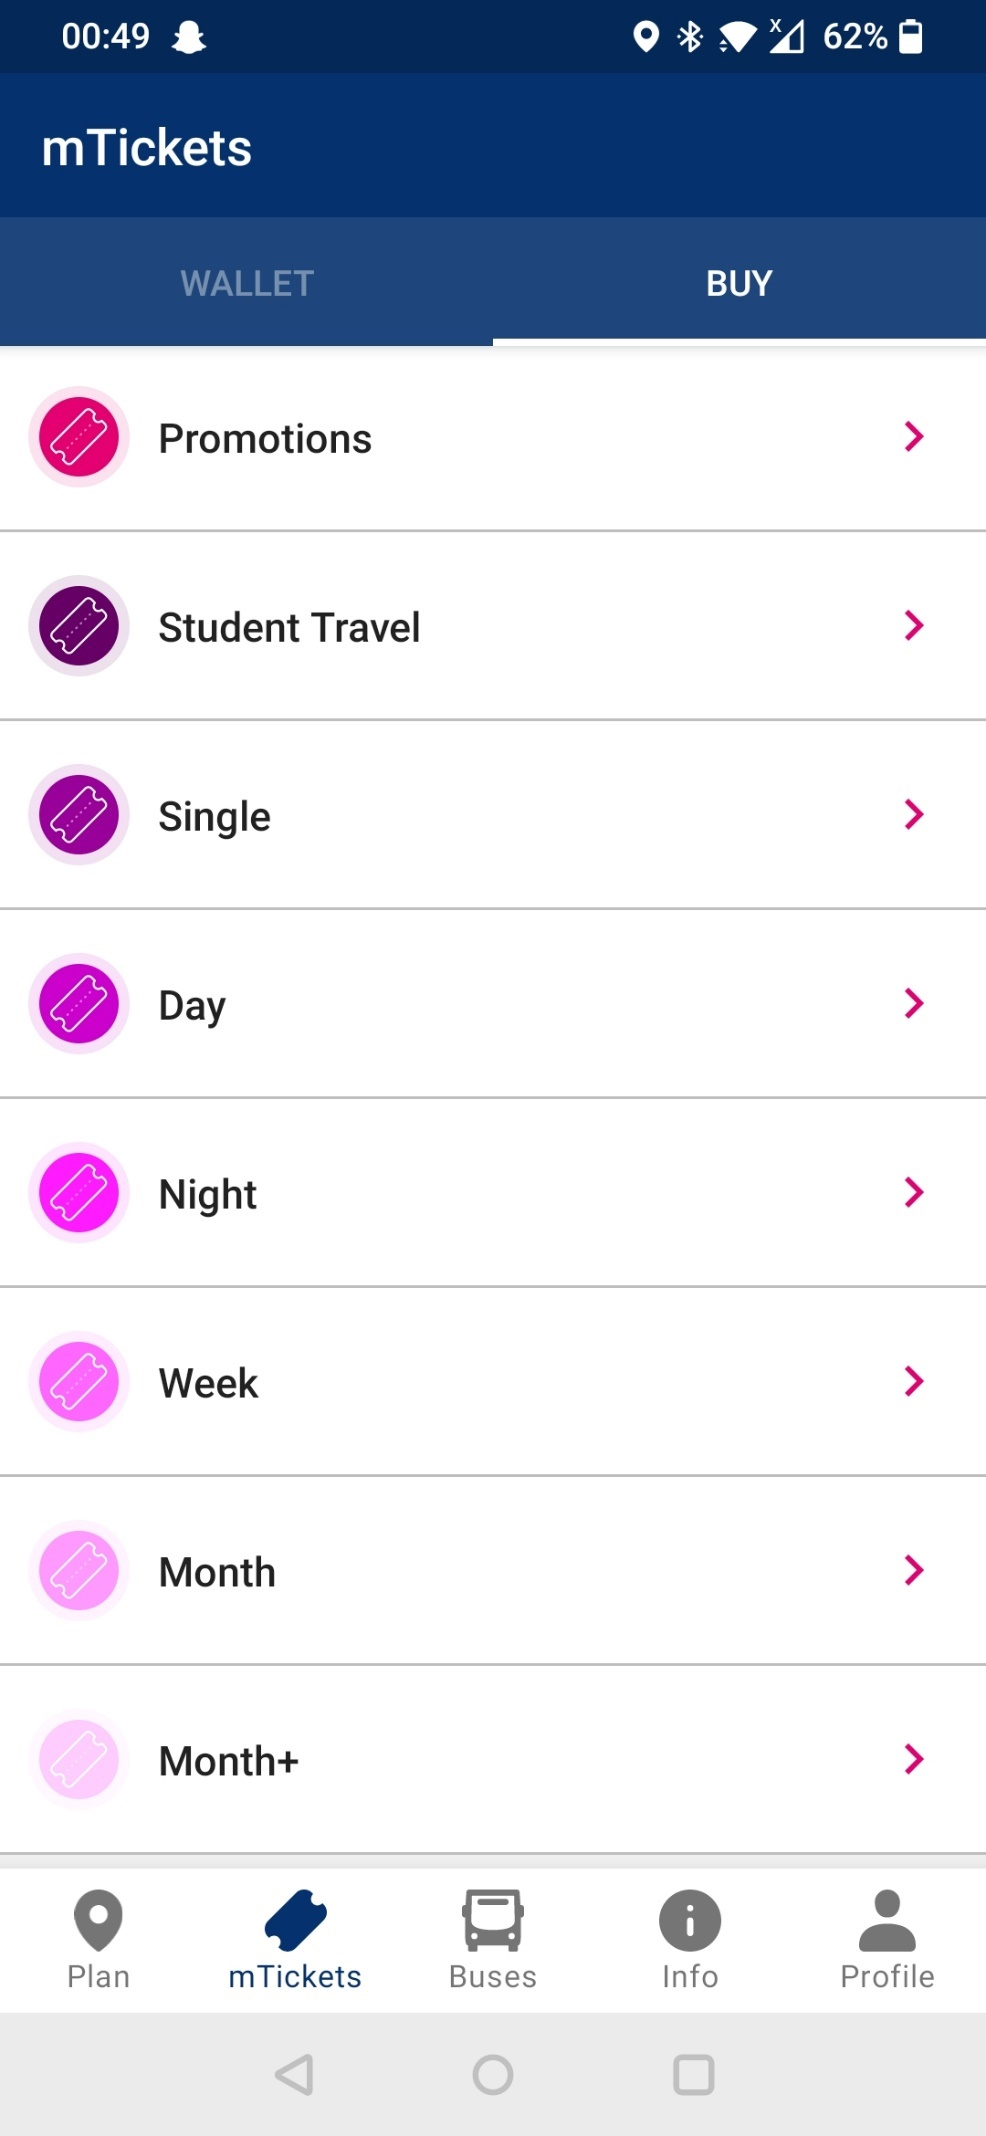 00:49 62%
mTickets
WALLET BUY
Promotions
Student Travel
Single
Day
Night
Week
Month
Month+
Plan mTickets Buses Info Profile